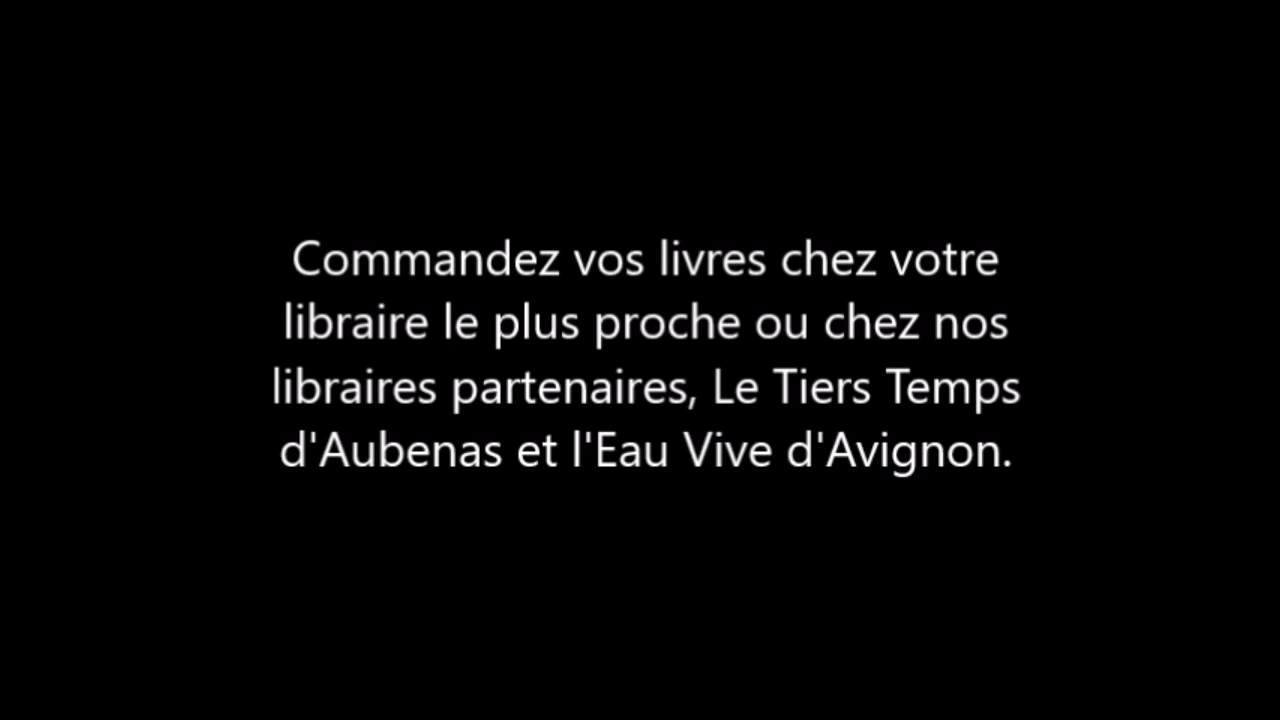 Commandez vos livres chez votre
libraire le plus proche ou chez nos
libraires partenaires, Le Tiers Temps
d'Aubenas et l'Eau Vive d'Avignon.